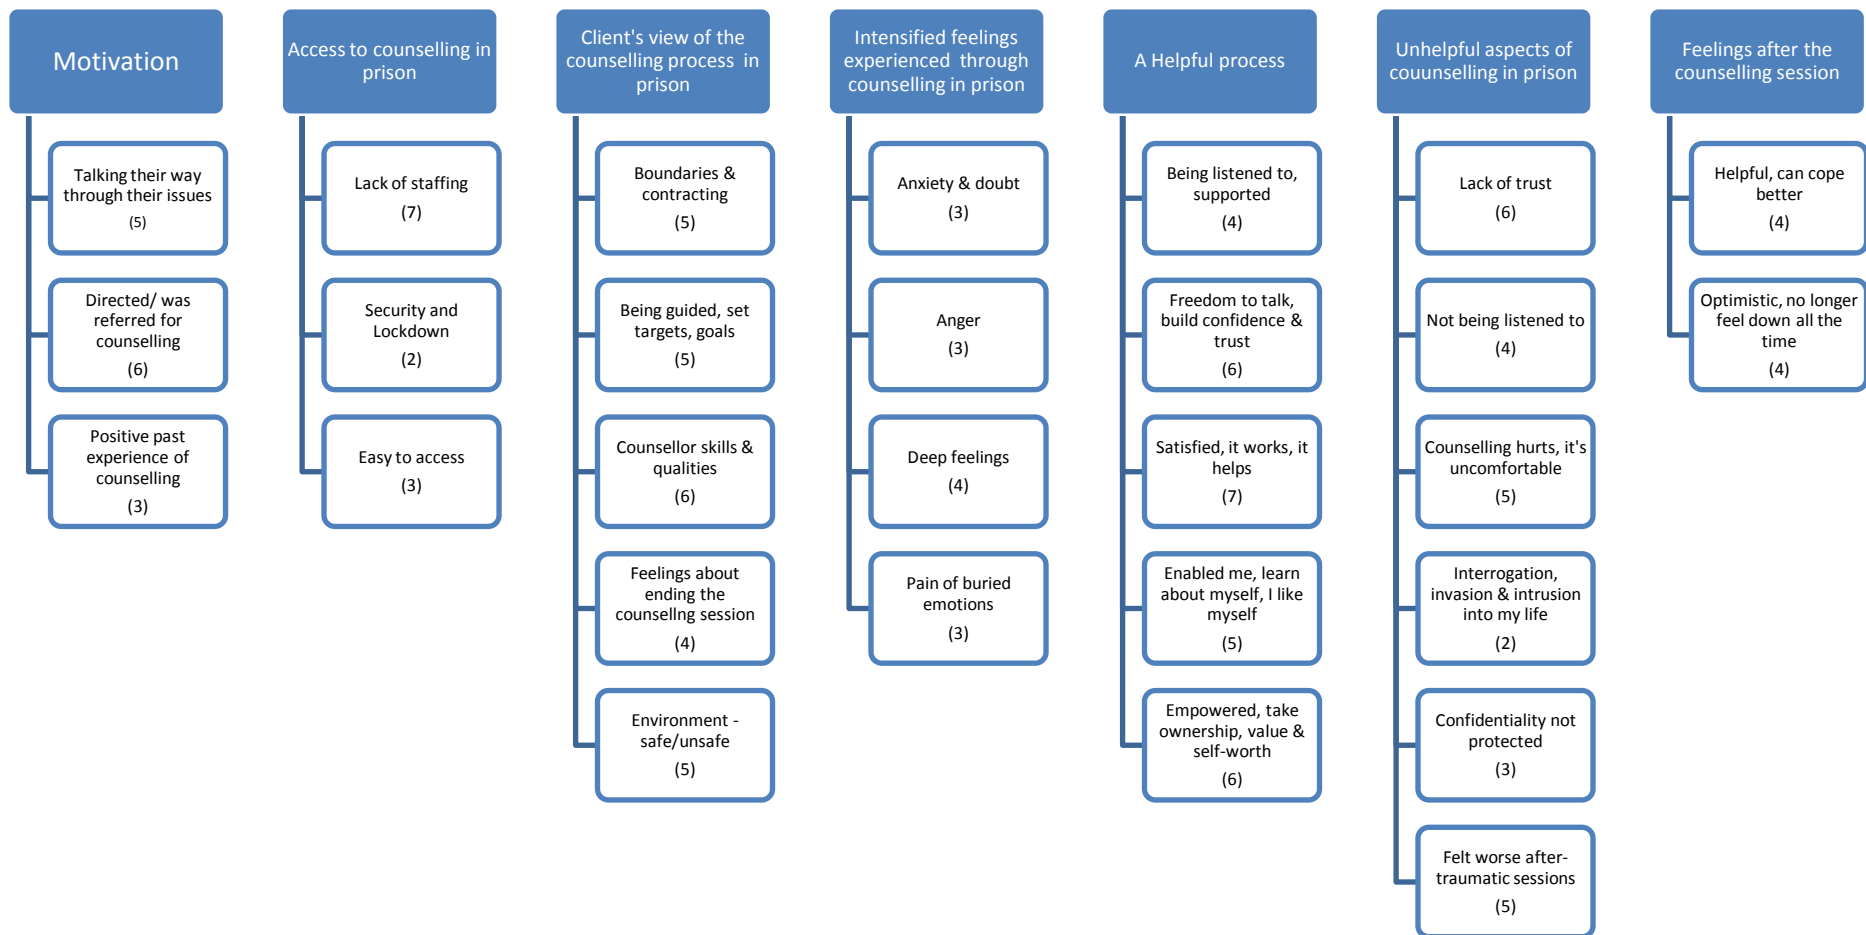 Motivation
Talking their way
through their issues
(5)
Directed/ was
referred for
counselling
(6)
Positive past
experience of
counselling
(3)
Access to counselling in
prison
Lack of staffing
(7)
Security and
Lockdown
(2)
Easy to access
(3)
Client's view of the
counselling process in
prison
Boundaries &
contracting
(5)
Being guided, set
targets, goals
(5)
Counsellor skills &
qualities
(6)
Feelings about
ending the
counsellng session
(4)
Environment -
safe/unsafe
(5)
Intensified feelings
experienced through
counselling in prison
Anxiety & doubt
(3)
Anger
(3)
Deep feelings
(4)
Pain of buried
emotions
(3)
A Helpful process
Being listened to,
supported
(4)
Freedom to talk,
build confidence &
trust
(6)
Satisfied, it works, it
helps
(7)
Enabled me, learn
about myself, I like
myself
(5)
Empowered, take
ownership, value &
self-worth
(6)
Unhelpful aspects of
couunselling in prison
Lack of trust
(6)
Not being listened to
(4)
Counselling hurts, it's
uncomfortable
(5)
Interrogation,
invasion & intrusion
into my life
(2)
Confidentiality not
protected
(3)
Felt worse after-
traumatic sessions
(5)
Feelings after the
counselling session
Helpful, can cope
better
(4)
Optimistic, no longer
feel down all the
time
(4)